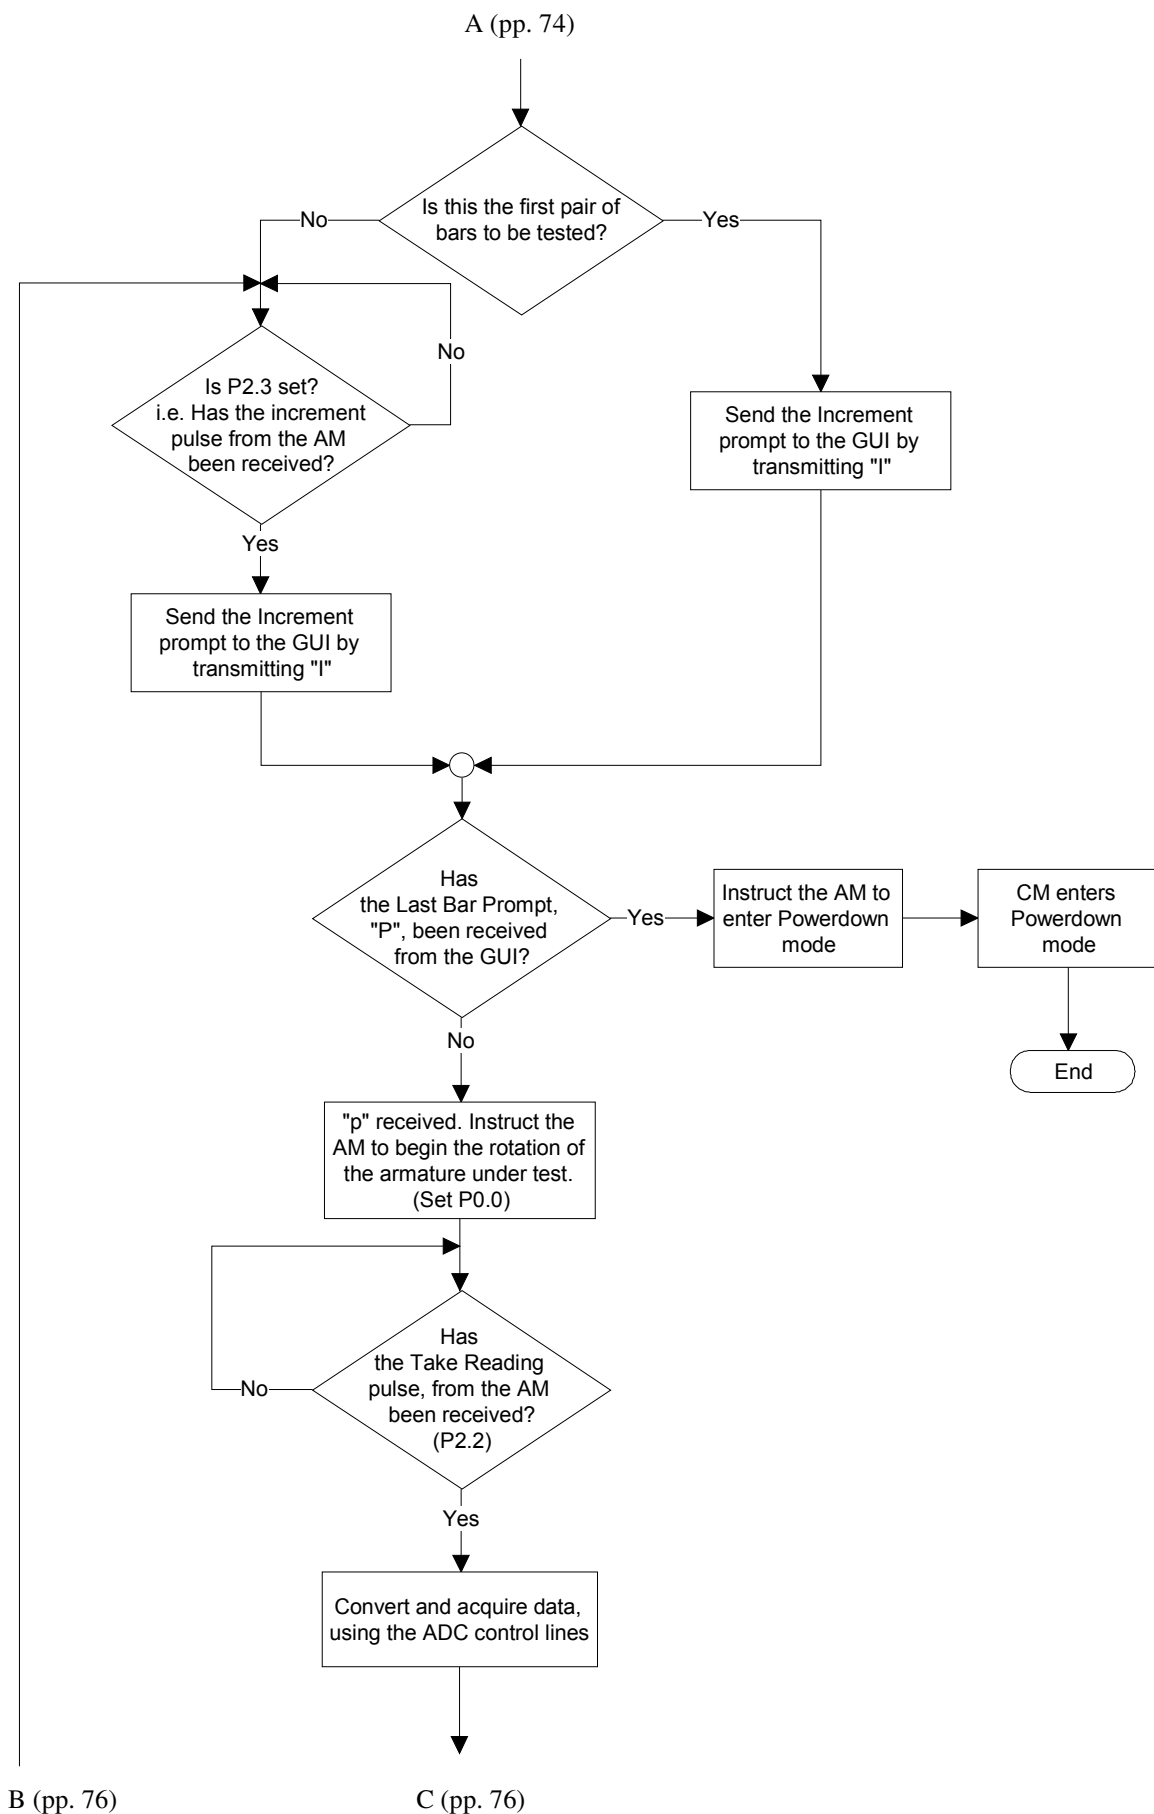 A (pp. 74)
Is this the first pair of
bars to be tested?
No
Yes
No
Is P2.3 set?
i.e. Has the increment
pulse from the AM
been received?
Send the Increment
prompt to the GUI by
transmitting "I"
Yes
Send the Increment
prompt to the GUI by
transmitting "I"
Has
the Last Bar Prompt,
"P", been received
from the GUI?
Yes
Instruct the AM to
enter Powerdown
mode
CM enters
Powerdown
mode
No
End
"p" received. Instruct the
AM to begin the rotation of
the armature under test.
(Set P0.0)
Has
the Take Reading
pulse, from the AM
been received?
(P2.2)
No
Yes
Convert and acquire data,
using the ADC control lines
B (pp. 76)
C (pp. 76)